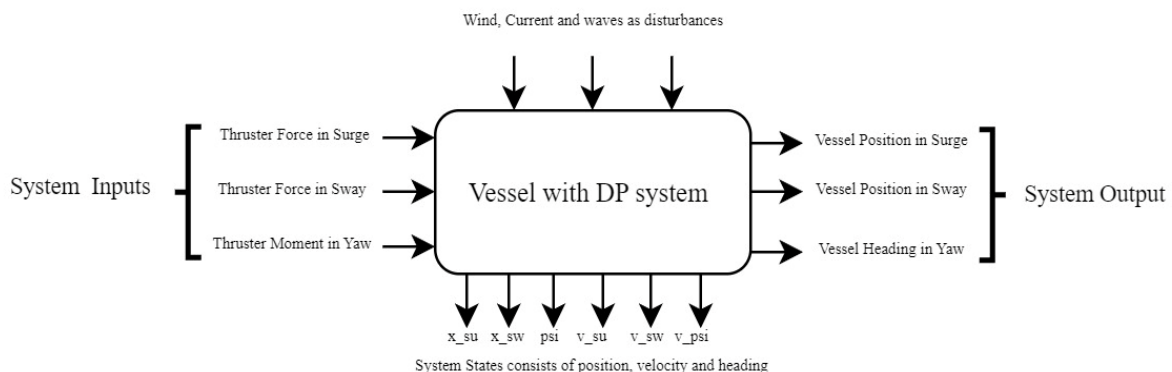 Wind, Current and waves as disturbances
System Inputs
Thruster Force in Surge
Thruster Force in Sway
Thruster Moment in Yaw
Vessel with DP system
Vessel Position in Surge
Vessel Position in Sway
Vessel Heading in Yaw
System Output
x_su x_sw psi v_su v_sw v_psi
System States consists of position, velocity and heading